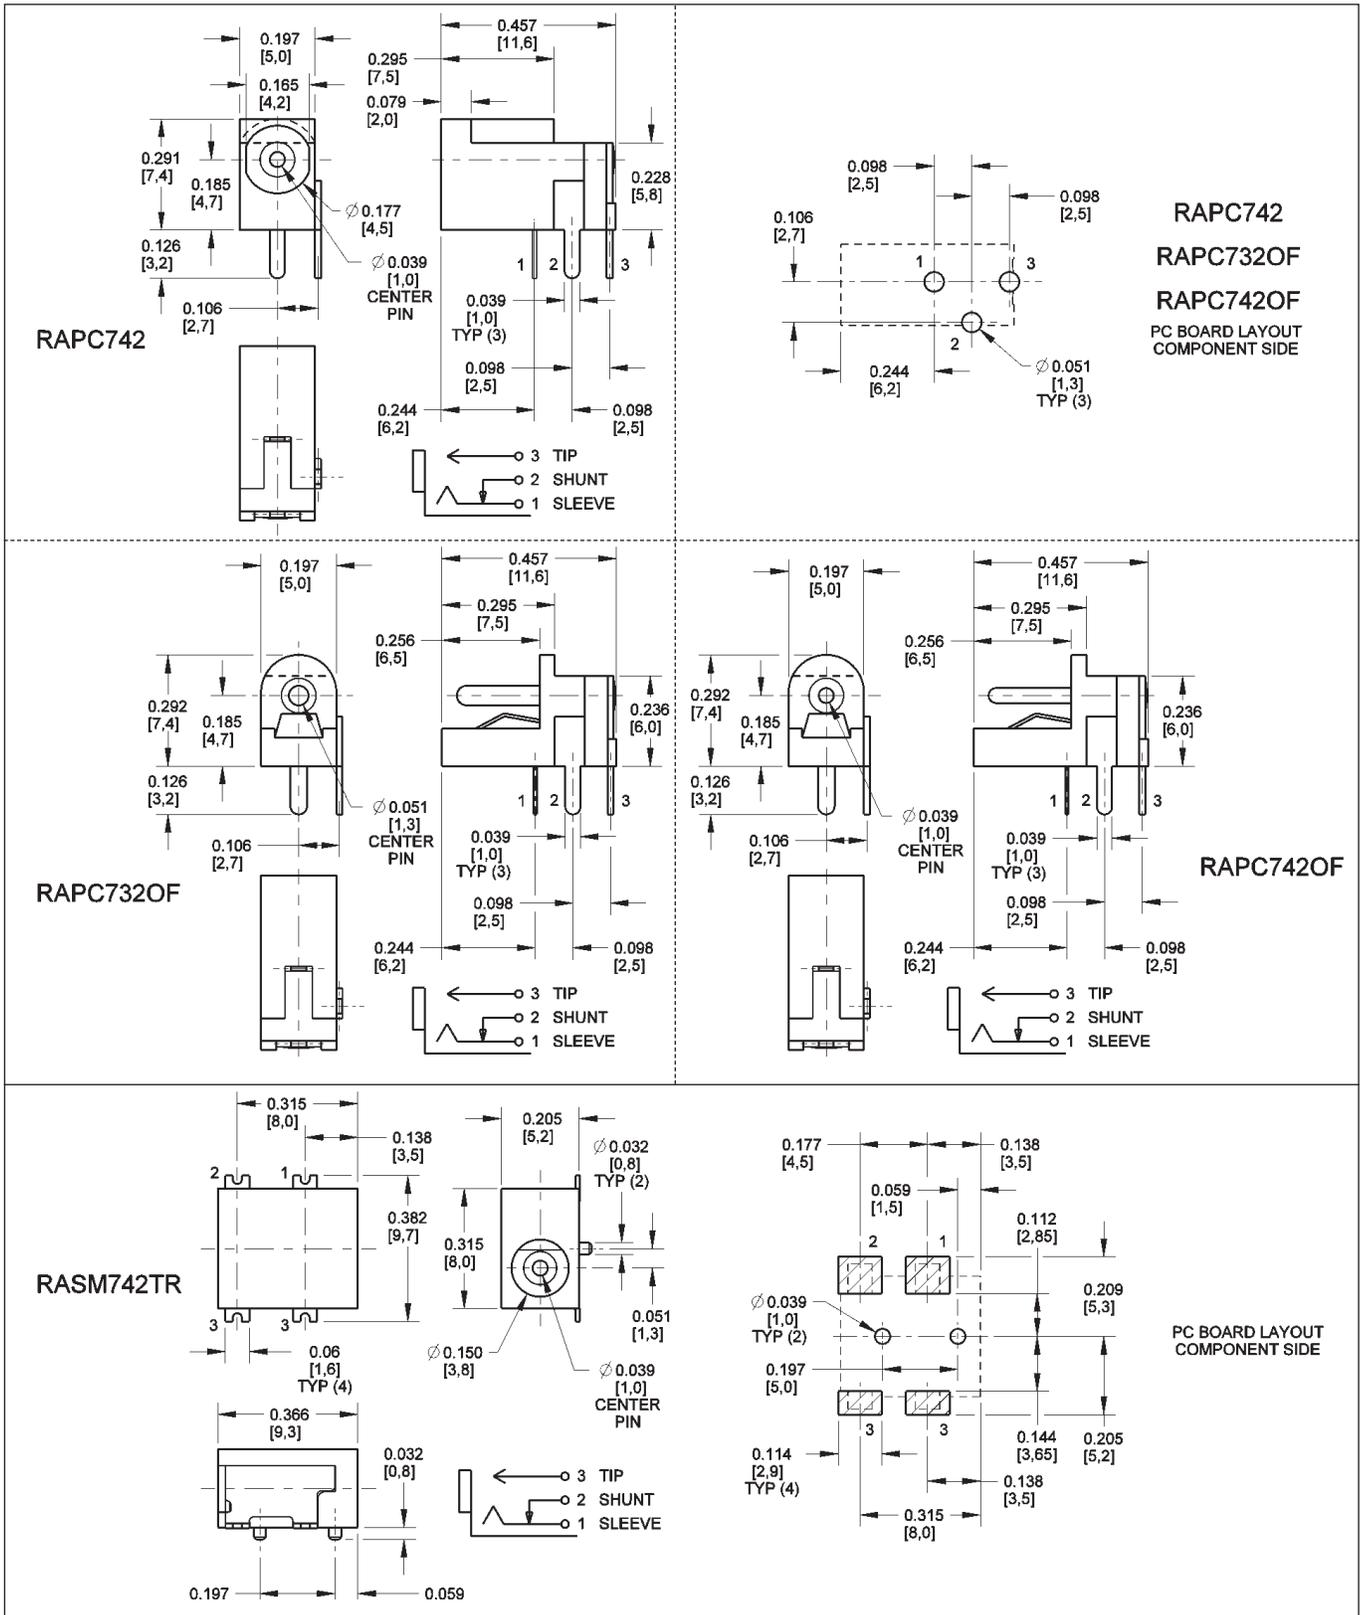 0.197
[5,0]
0.165
[4,2]
0.291
[7,4]
0.185
[4,7]
0.126
[3,2]
0.106
[2,7]
Ø 0.177
[4,5]
Ø 0.039
[1,0]
CENTER
PIN
RAPC742
0.457
[11,6]
0.295
[7,5]
0.079
[2,0]
0.228
[5,8]
1 2 3
0.039
[1,0]
TYP (3)
0.098
[2,5]
0.244
[6,2]
0.098
[2,5]
3 TIP
2 SHUNT
1 SLEEVE
0.098
[2,5]
0.098
[2,5]
0.106
[2,7]
1 3
2
0.244
[6,2]
Ø 0.051
[1,3]
TYP (3)
RAPC742
RAPC732OF
RAPC742OF
PC BOARD LAYOUT
COMPONENT SIDE
0.197
[5,0]
0.292
[7,4]
0.185
[4,7]
0.126
[3,2]
0.106
[2,7]
Ø 0.051
[1,3]
CENTER
PIN
RAPC732OF
0.457
[11,6]
0.295
[7,5]
0.256
[6,5]
0.236
[6,0]
1 2 3
0.039
[1,0]
TYP (3)
0.098
[2,5]
0.244
[6,2]
0.098
[2,5]
3 TIP
2 SHUNT
1 SLEEVE
0.197
[5,0]
0.292
[7,4]
0.185
[4,7]
0.126
[3,2]
0.106
[2,7]
Ø 0.039
[1,0]
CENTER
PIN
0.457
[11,6]
0.295
[7,5]
0.256
[6,5]
0.236
[6,0]
1 2 3
0.039
[1,0]
TYP (3)
RAPC742OF
0.098
[2,5]
0.244
[6,2]
0.098
[2,5]
3 TIP
2 SHUNT
1 SLEEVE
0.315
[8,0]
0.138
[3,5]
2 1
0.382
[9,7]
RASM742TR
3 3
0.06
[1,6]
TYP (4)
0.205
[5,2]
Ø 0.032
[0,8]
TYP (2)
0.315
[8,0]
0.051
[1,3]
Ø 0.150
[3,8]
Ø 0.039
[1,0]
CENTER
PIN
0.366
[9,3]
0.032
[0,8]
0.197
0.059
3 TIP
2 SHUNT
1 SLEEVE
0.177
[4,5]
0.138
[3,5]
0.059
[1,5]
0.112
[2,85]
2 1
0.209
[5,3]
Ø 0.039
[1,0]
TYP (2)
0.197
[5,0]
3 3
0.114
[2,9]
TYP (4)
0.144
[3,65]
0.205
[5,2]
0.138
[3,5]
0.315
[8,0]
PC BOARD LAYOUT
COMPONENT SIDE